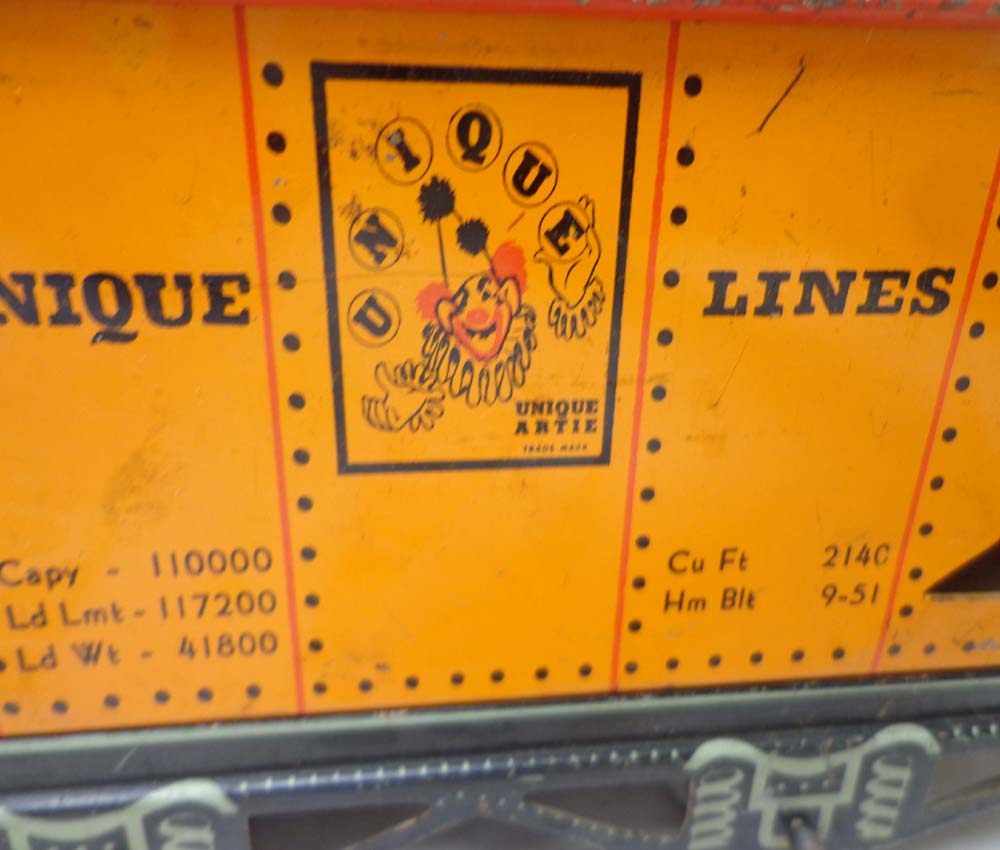 NIQUE
UNIQUE
UNIQUE
ARTIE
TRADE MARK
LINES
Capy - 110000
Ld Lmt - 117200
Ld Wt - 41800
Cu Ft 2140
Hm Blt 9-51